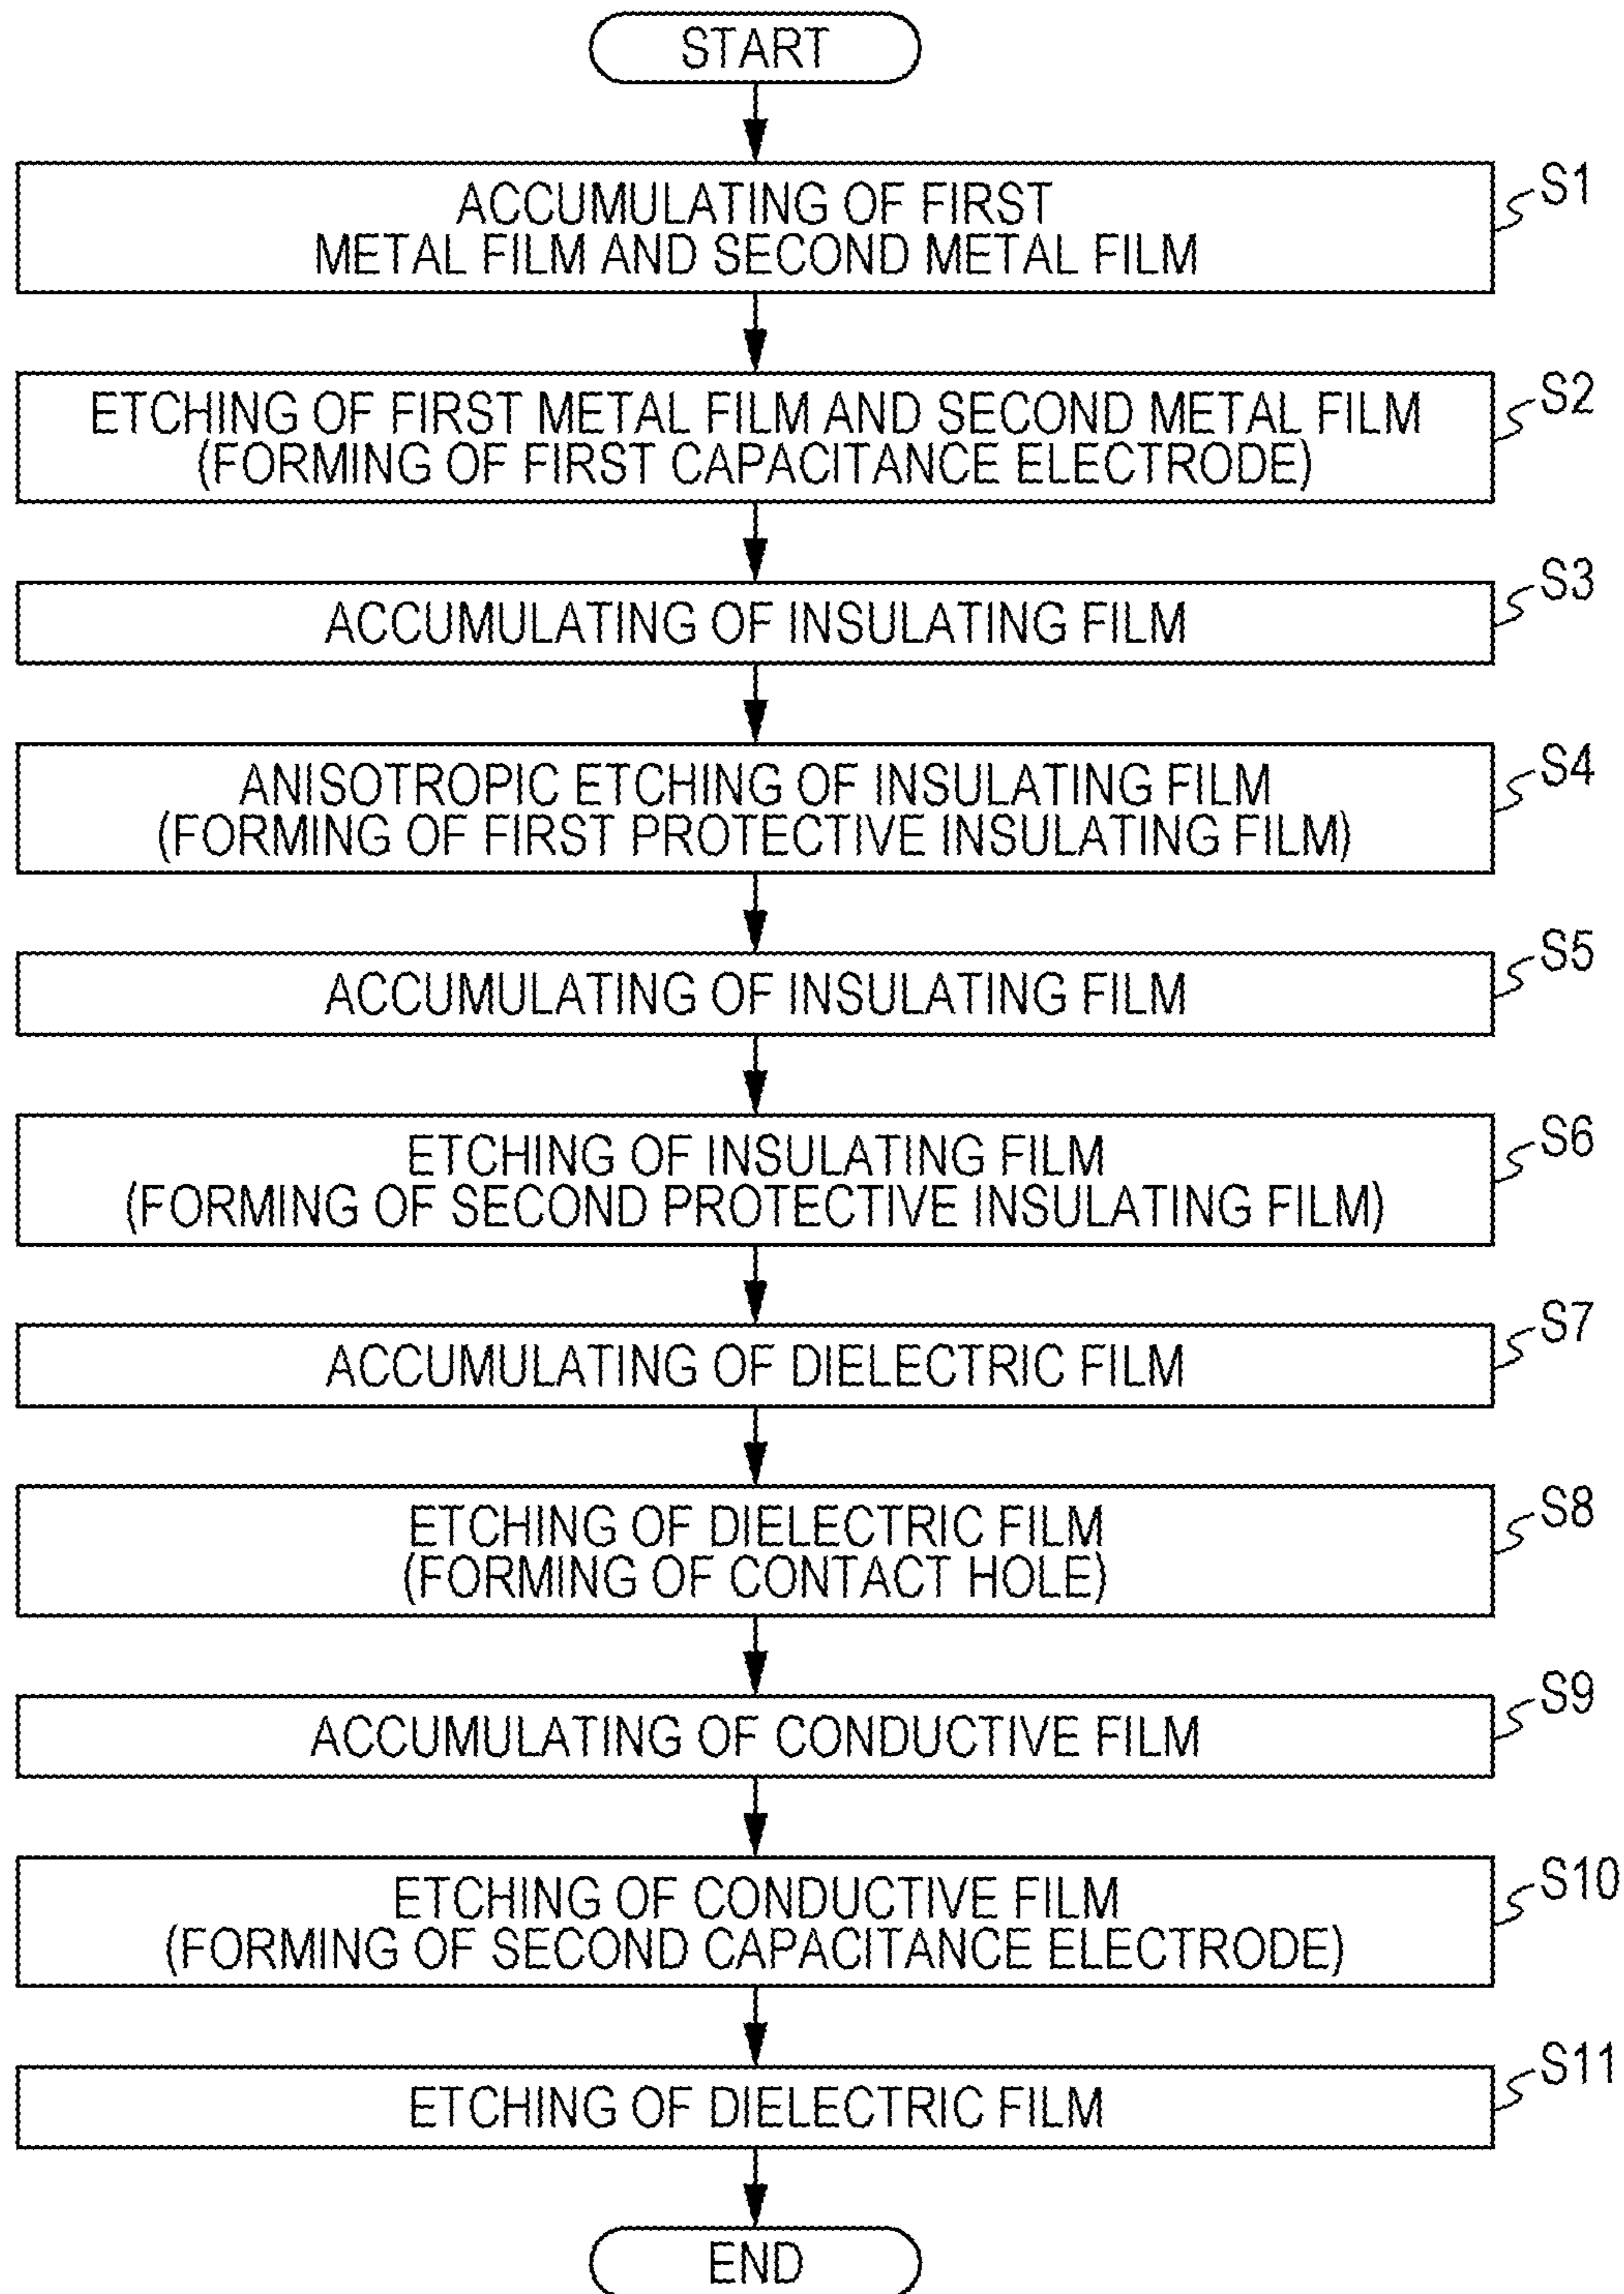 START
S1
ACCUMULATING OF FIRST
METAL FILM AND SECOND METAL FILM
S2
ETCHING OF FIRST METAL FILM AND SECOND METAL FILM
(FORMING OF FIRST CAPACITANCE ELECTRODE)
S3
ACCUMULATING OF INSULATING FILM
S4
ANISOTROPIC ETCHING OF INSULATING FILM
(FORMING OF FIRST PROTECTIVE INSULATING FILM)
S5
ACCUMULATING OF INSULATING FILM
S6
ETCHING OF INSULATING FILM
(FORMING OF SECOND PROTECTIVE INSULATING FILM)
S7
ACCUMULATING OF DIELECTRIC FILM
S8
ETCHING OF DIELECTRIC FILM
(FORMING OF CONTACT HOLE)
S9
ACCUMULATING OF CONDUCTIVE FILM
S10
ETCHING OF CONDUCTIVE FILM
(FORMING OF SECOND CAPACITANCE ELECTRODE)
S11
ETCHING OF DIELECTRIC FILM
END